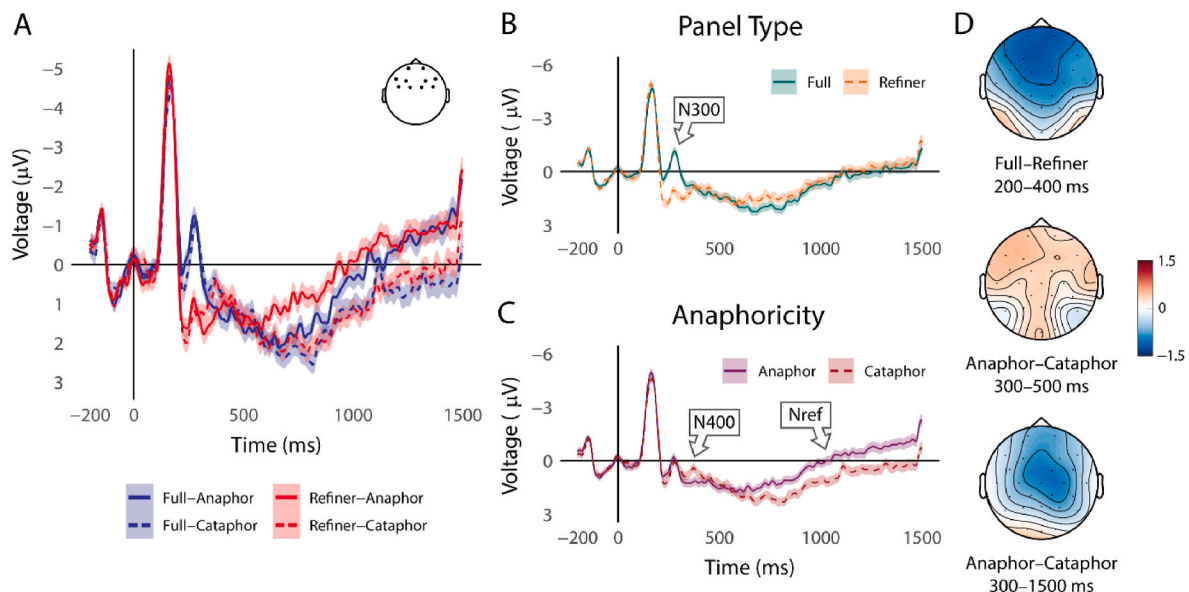 A
Voltage (μV)
−5
−4
−3
−2
−1
0
1
2
3
−200
0
500
1000
1500
Time (ms)
Full−Anaphor
Refiner−Anaphor
Full−Cataphor
Refiner−Cataphor
B
Panel Type
Voltage ( μV)
−6
−3
0
3
Full
Refiner
N300
−200
0
500
1000
1500
C
Anaphoricity
Voltage ( μV)
−6
−3
0
3
Anaphor
Cataphor
N400
Nref
−200
0
500
1000
1500
Time (ms)
D
Full−Refiner
200−400 ms
Anaphor−Cataphor
300−500 ms
1.5
0
−1.5
Anaphor−Cataphor
300−1500 ms